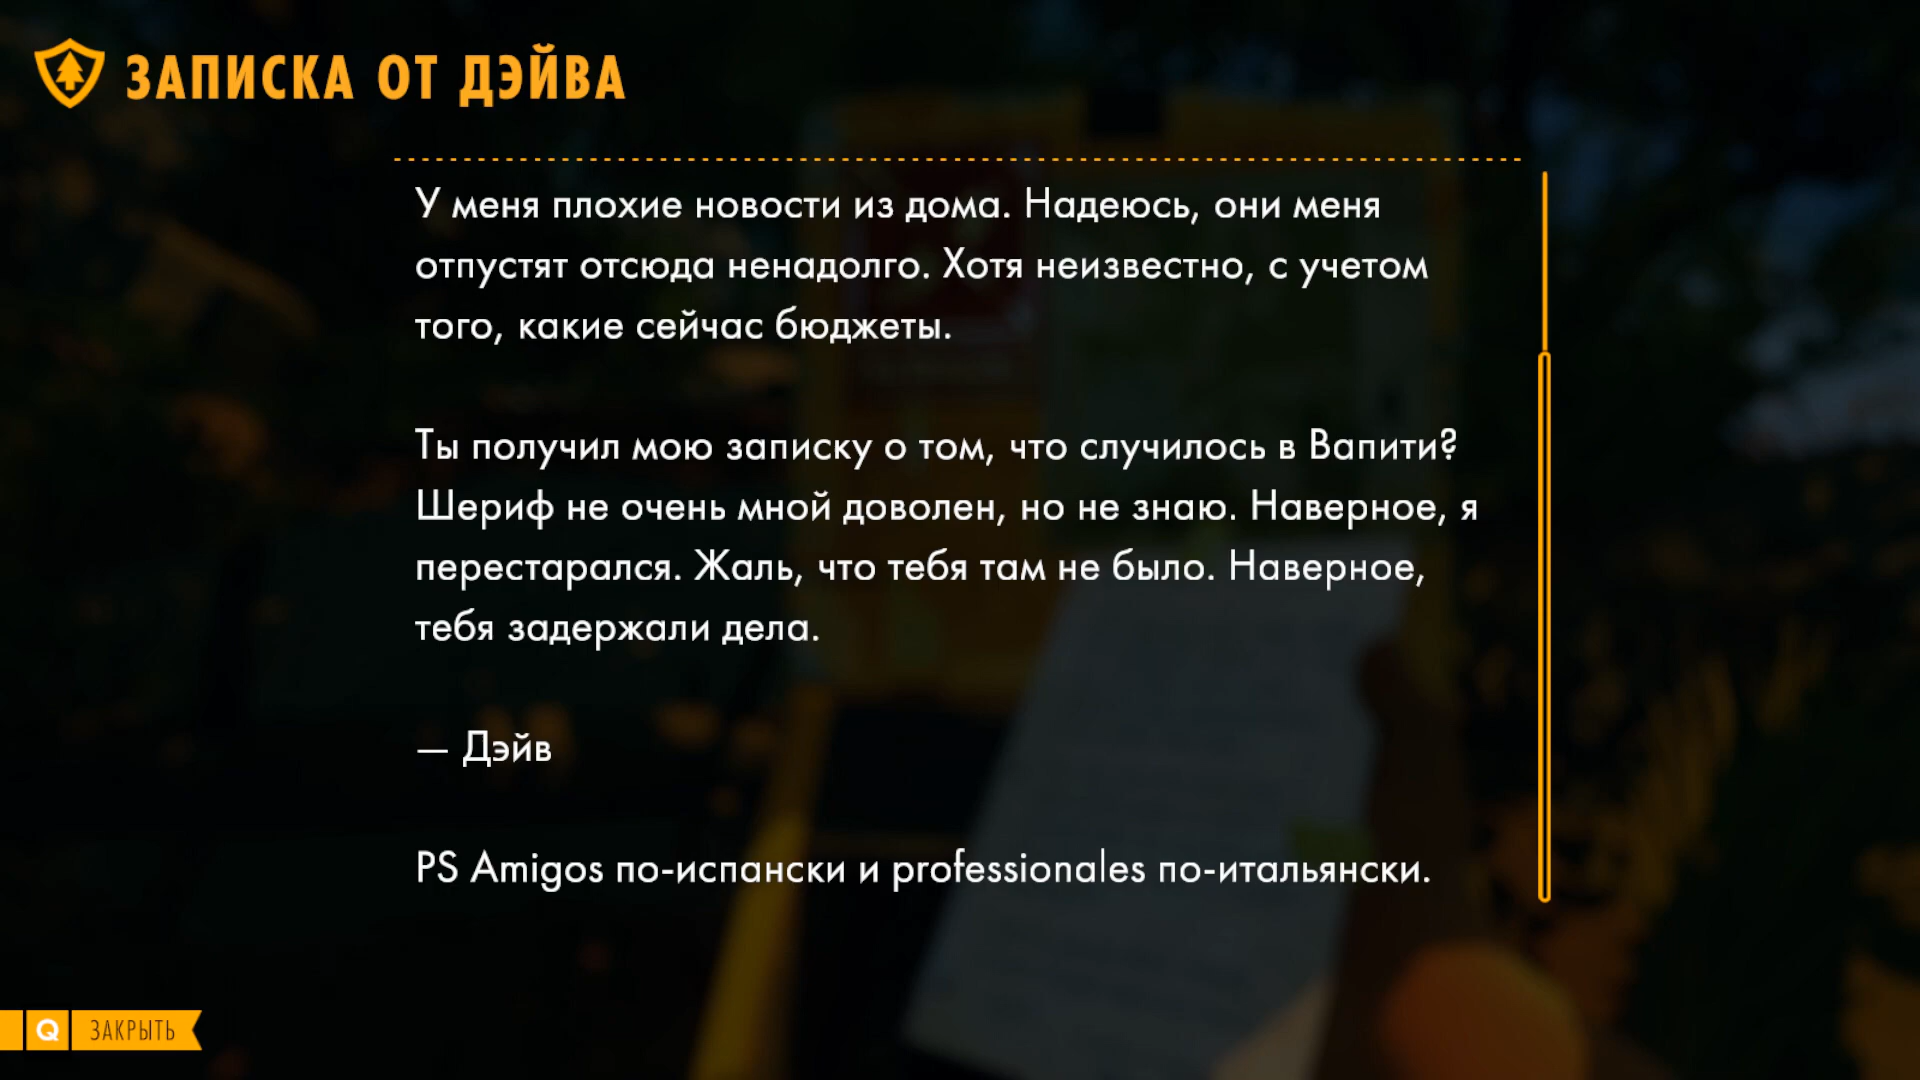 ЗАПИСКА ОТ ДЭЙВА
У меня плохие новости из дома. Надеюсь, они меня
отпустят отсюда ненадолго. Хотя неизвестно, с учетом
того, какие сейчас бюджеты.
Ты получил мою записку о том, что случилось в Вапити?
Шериф не очень мной доволен, но не знаю. Наверное, я
перестарался. Жаль, что тебя там не было. Наверное,
тебя задержали дела.
— Дэйв
PS Amigos по-испански и professionales по-итальянски.
Q ЗАКРЫТЬ